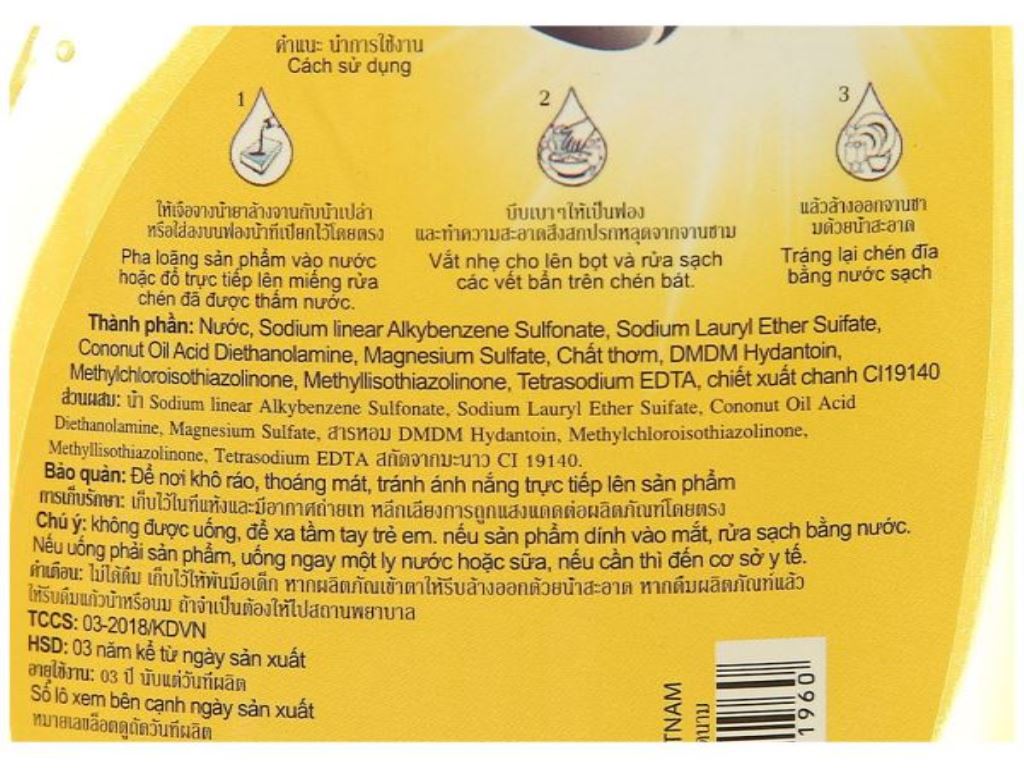 คำแนะ นำการใช้งาน
Cách sử dụng
1
2
3
ให้เจือจางน้ำยาล้างจานกับน้ำเปล่า
หรือใส่ลงบนฟองน้ำที่เปียกไว้โดยตรง
Pha loãng sản phẩm vào nước
hoặc đổ trực tiếp lên miếng rửa
chén đã được thấm nước.
บีบเบา ๆ ให้เป็นฟอง
และทำความสะอาดสิ่งสกปรกหลุดจากจานชาม
Vắt nhẹ cho lên bọt và rửa sạch
các vết bẩn trên chén bát.
แล้วล้างออกจานชา
มด้วยน้ำสะอาด
Tráng lại chén đĩa
bằng nước sạch
Thành phần: Nước, Sodium linear Alkybenzene Sulfonate, Sodium Lauryl Ether Suifate,
Cononut Oil Acid Diethanolamine, Magnesium Sulfate, Chất thơm, DMDM Hydantoin,
Methylchloroisothiazolinone, Methyllisothiazolinone, Tetrasodium EDTA, chiết xuất chanh CI19140
ส่วนผสม: น้ำ Sodium linear Alkybenzene Sulfonate, Sodium Lauryl Ether Suifate, Cononut Oil Acid
Diethanolamine, Magnesium Sulfate, สารหอม DMDM Hydantoin, Methylchloroisothiazolinone,
Methyllisothiazolinone, Tetrasodium EDTA สกัดจากมะนาว CI 19140.
Bảo quản: Để nơi khô ráo, thoáng mát, tránh ánh nắng trực tiếp lên sản phẩm
การเก็บรักษา: เก็บไว้ในที่แห้งและมีอากาศถ่ายเท หลีกเลี่ยงการถูกแสงแดดต่อผลิตภัณฑ์โดยตรง
Chú ý: không được uống, để xa tầm tay trẻ em. nếu sản phẩm dính vào mắt, rửa sạch bằng nước.
Nếu uống phải sản phẩm, uống ngay một ly nước hoặc sữa, nếu cần thì đến cơ sở y tế.
คำเตือน: ไม่ได้ดื่ม เก็บไว้ให้พ้นมือเด็ก หากผลิตภัณฑ์เข้าตาให้รีบล้างออกด้วยน้ำสะอาด หากดื่มผลิตภัณฑ์แล้ว
ให้รีบดื่มแก้วน้ำหรือนม ถ้าจำเป็นต้องให้ไปสถานพยาบาล
TCCS: 03-2018/KDVN
HSD: 03 năm kể từ ngày sản xuất
อายุใช้งาน: 03 ปี นับแต่วันที่ผลิต
Số lô xem bên cạnh ngày sản xuất
หมายเลขล็อตดูถัดวันที่ผลิต
TNAM
ดนาม
1960